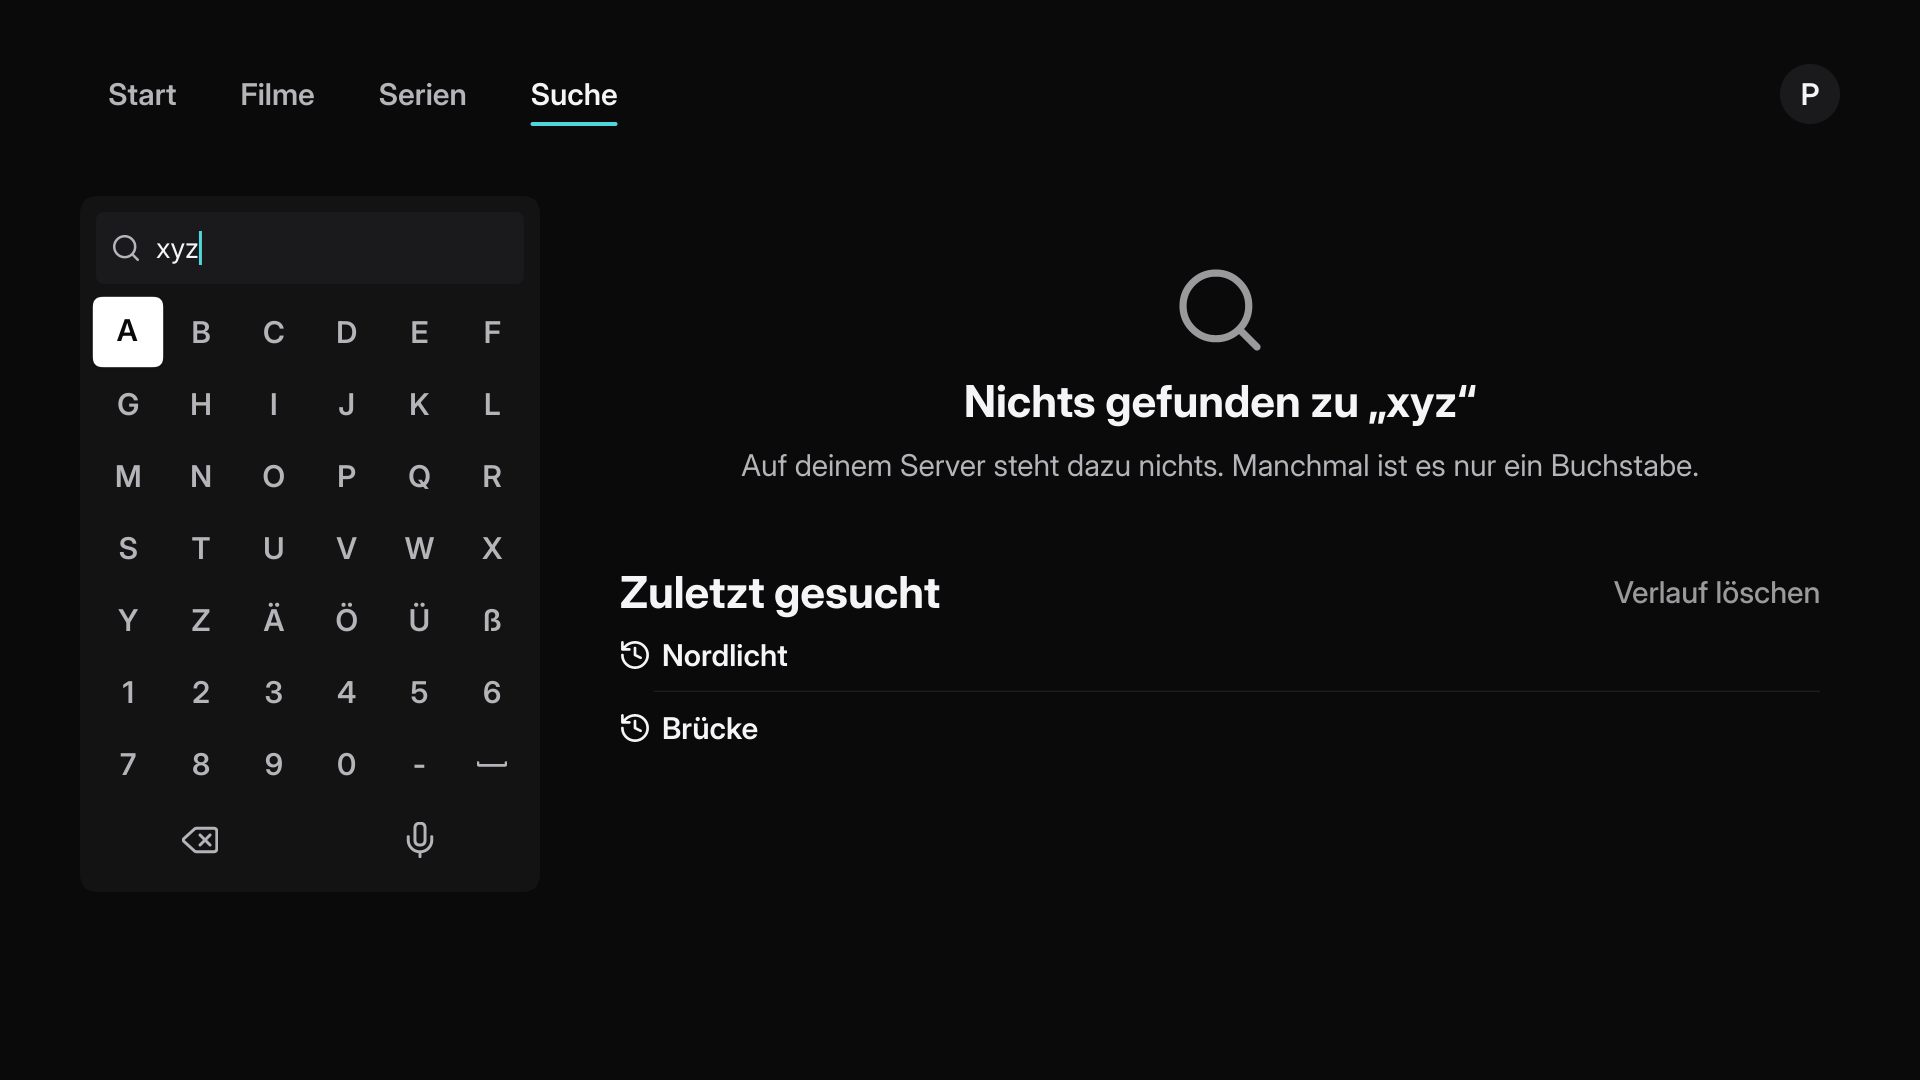 Start Filme Serien Suche P
xyz
A B C D E F
G H I J K L
M N O P Q R
S T U V W X
Y Z Ä Ö Ü ß
1 2 3 4 5 6
7 8 9 0 -
Nichts gefunden zu „xyz“
Auf deinem Server steht dazu nichts. Manchmal ist es nur ein Buchstabe.
Zuletzt gesucht Verlauf löschen
Nordlicht
Brücke